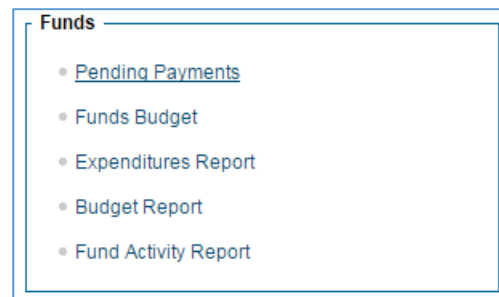 Funds
Pending Payments
Funds Budget
Expenditures Report
Budget Report
Fund Activity Report